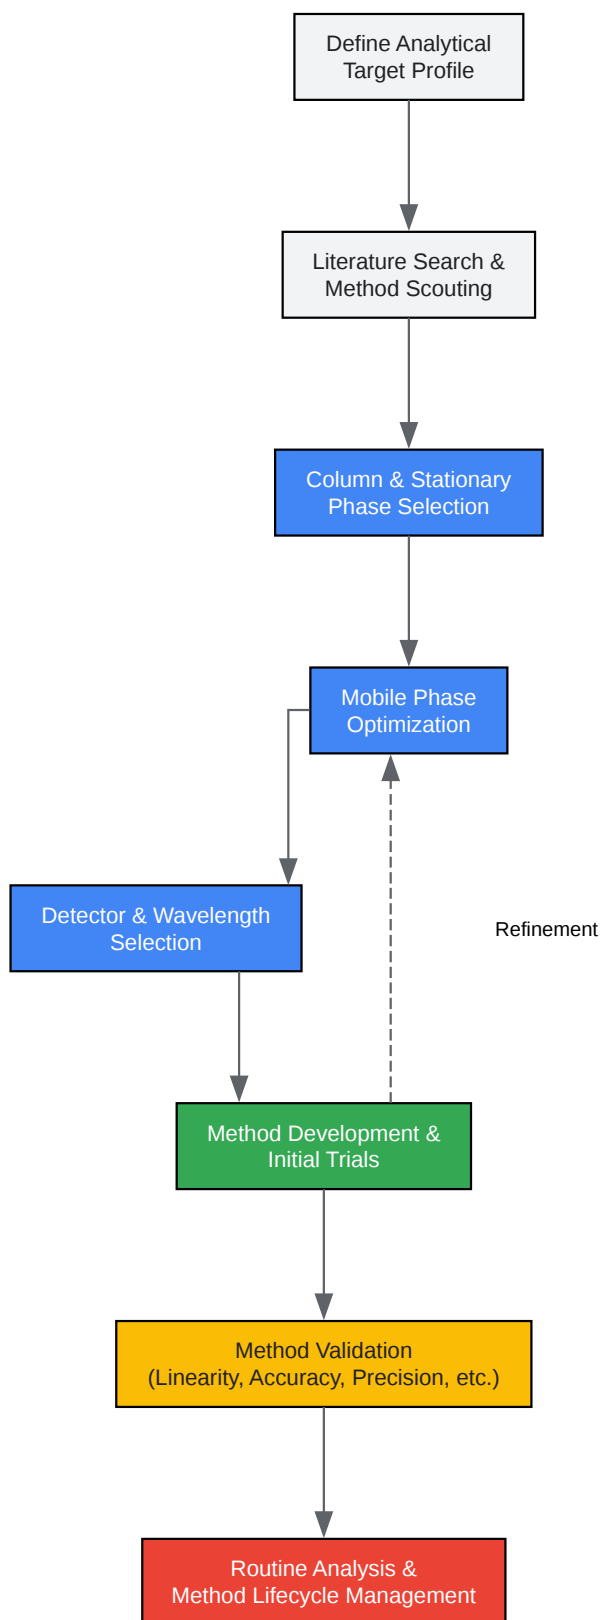 Define Analytical
Target Profile
Literature Search &
Method Scouting
Column & Stationary
Phase Selection
Mobile Phase
Optimization
Detector & Wavelength
Selection
Refinement
Method Development &
Initial Trials
Method Validation
(Linearity, Accuracy, Precision, etc.)
Routine Analysis &
Method Lifecycle Management